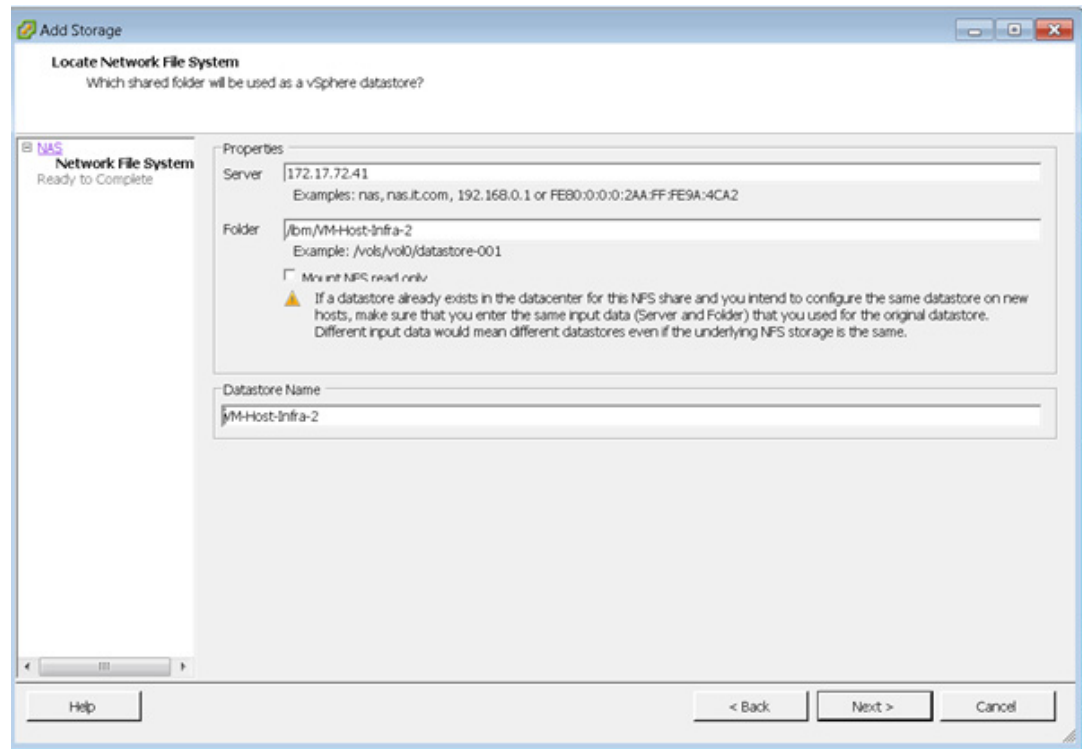 Add Storage
Locate Network File System
Which shared folder will be used as a vSphere datastore?
NAS
Network File System
Ready to Complete
Properties
Server 172.17.72.41
Examples: nas, nas.it.com, 192.168.0.1 or FE80:0:0:0:2AA:FF:FE9A:4CA2
Folder /ibm/VM-Host-Infra-2
Example: /vols/vol0/datastore-001
Mount NFS read only
If a datastore already exists in the datacenter for this NFS share and you intend to configure the same datastore on new
hosts, make sure that you enter the same input data (Server and Folder) that you used for the original datastore.
Different input data would mean different datastores even if the underlying NFS storage is the same.
Datastore Name
VM-Host-Infra-2
Help
< Back
Next >
Cancel